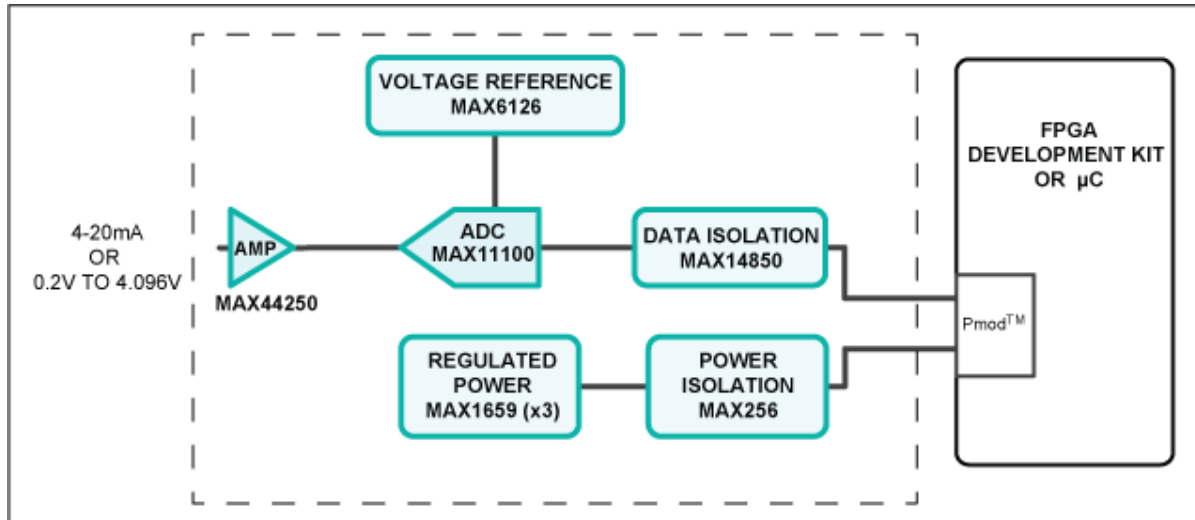 VOLTAGE REFERENCE
MAX6126
FPGA
DEVELOPMENT KIT
OR µC
4-20mA
OR
0.2V TO 4.096V
AMP
MAX44250
ADC
MAX11100
DATA ISOLATION
MAX14850
Pmod™
REGULATED
POWER
MAX1659 (x3)
POWER
ISOLATION
MAX256